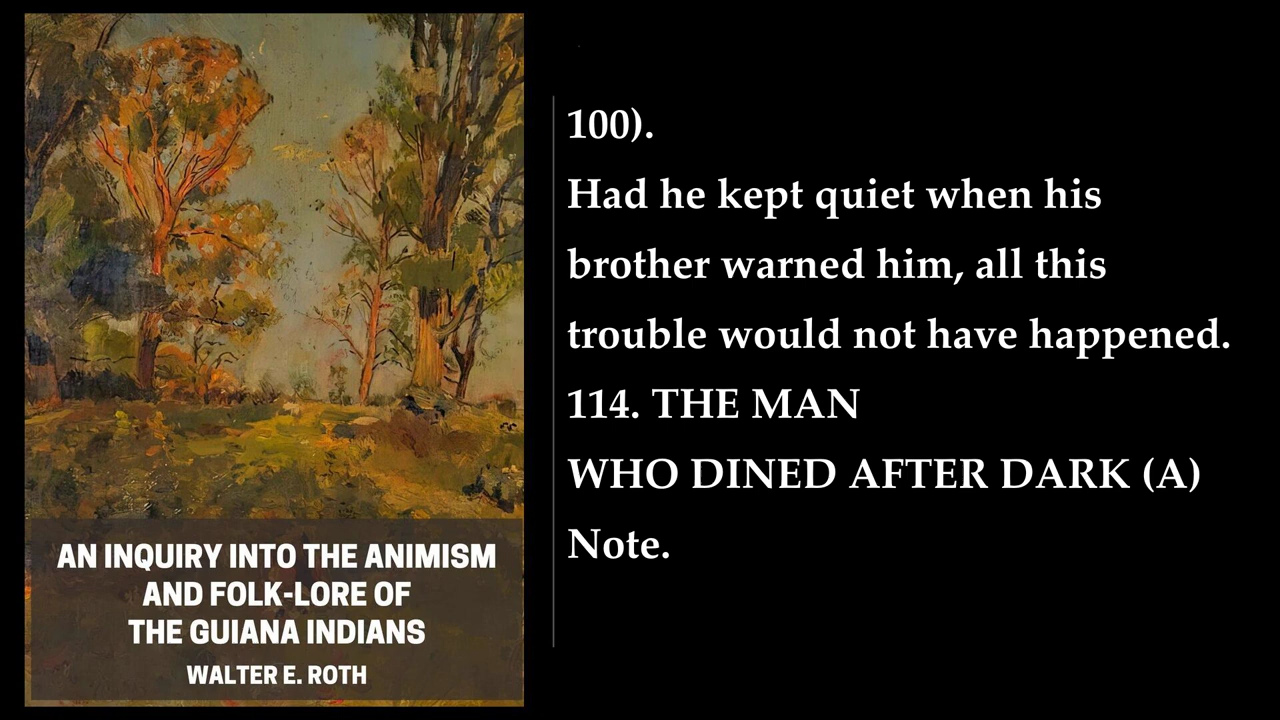 AN INQUIRY INTO THE ANIMISM
AND FOLK-LORE OF
THE GUIANA INDIANS
WALTER E. ROTH
100).
Had he kept quiet when his
brother warned him, all this
trouble would not have happened.
114. THE MAN
WHO DINED AFTER DARK (A)
Note.